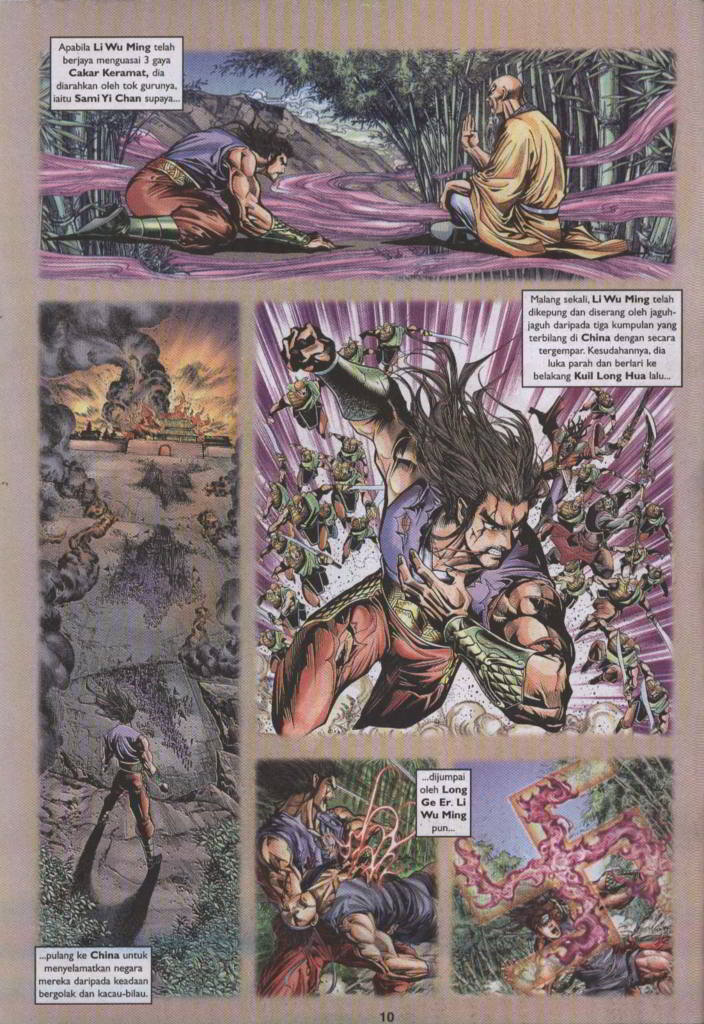 Apabila Li Wu Ming telah
berjaya menguasai 3 gaya
Cakar Keramat, dia
diarahkan oleh tok gurunya,
iaitu Sami Yi Chan supaya...
...pulang ke China untuk
menyelamatkan negara
mereka daripada keadaan
bergolak dan kacau-bilau.
Malang sekali, Li Wu Ming telah
dikepung dan diserang oleh jaguh-
jaguh daripada tiga kumpulan yang
terbilang di China dengan secara
tergempar. Kesudahannya, dia
luka parah dan berlari ke
belakang Kuil Long Hua lalu...
...dijumpai
oleh Long
Ge Er. Li
Wu Ming
pun...
10